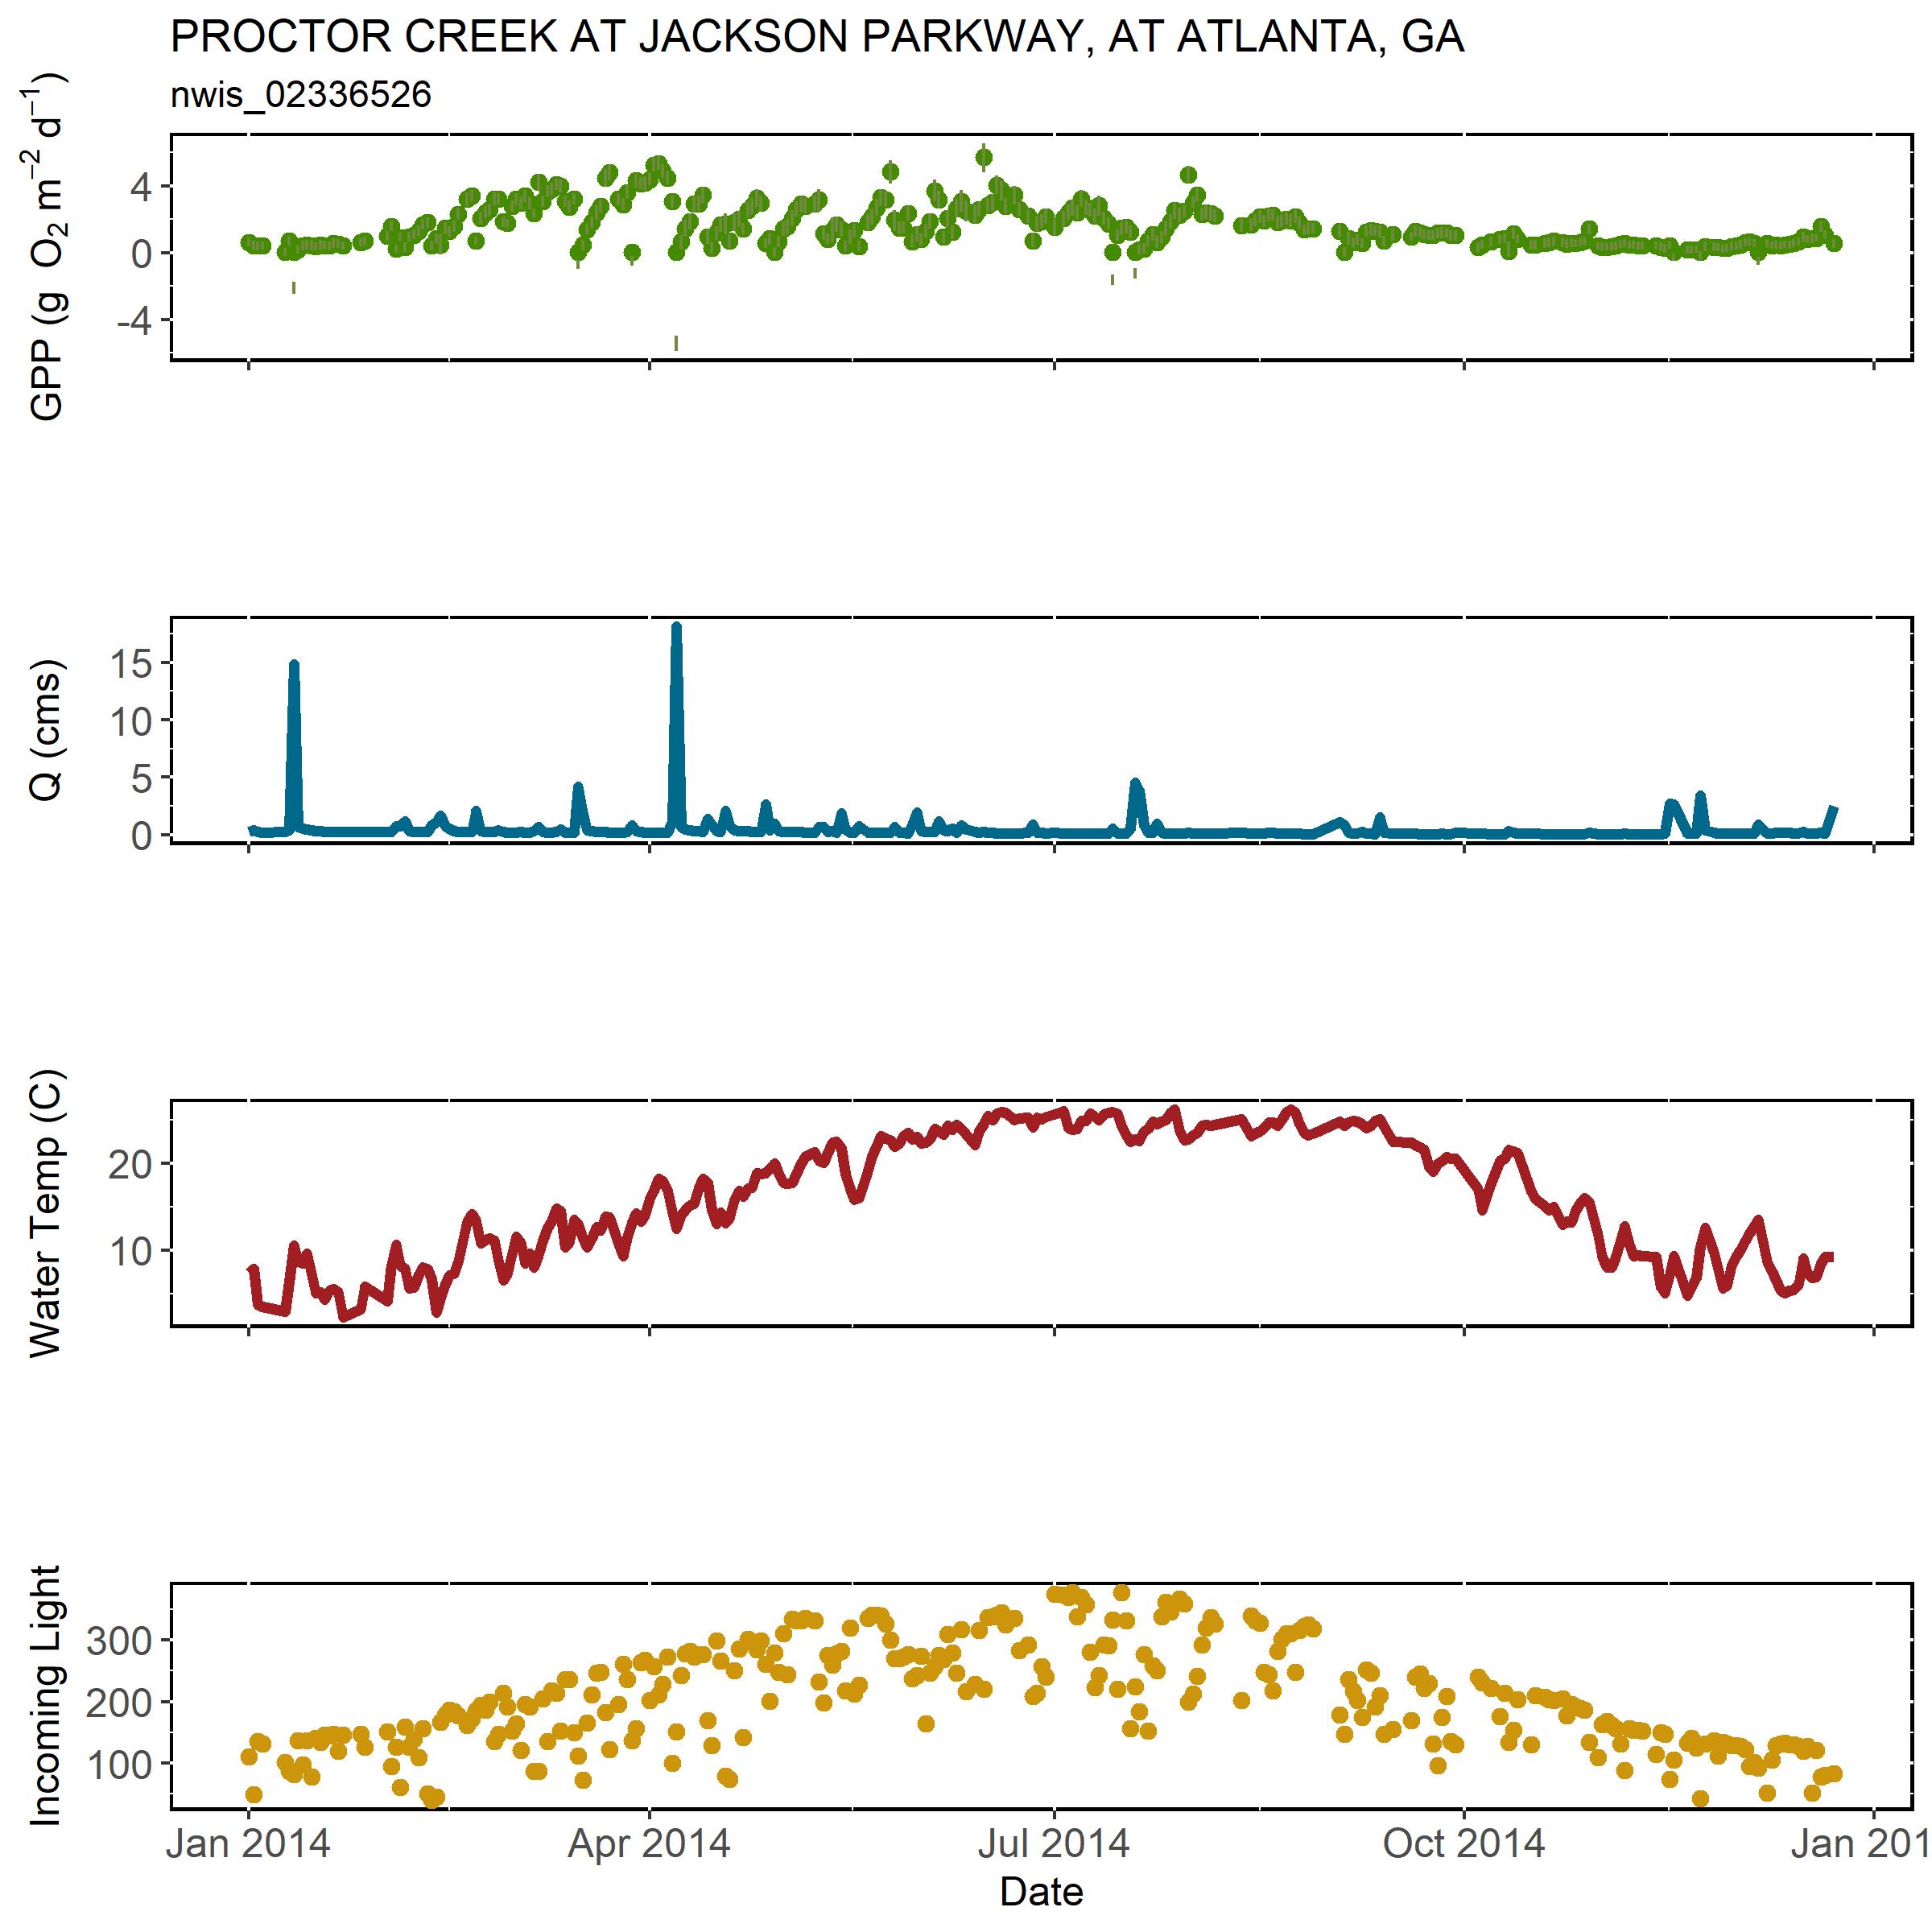 PROCTOR CREEK AT JACKSON PARKWAY, AT ATLANTA, GA
nwis_02336526
GPP (g O₂ m⁻² d⁻¹)
4
0
-4
Q (cms)
15
10
5
0
Water Temp (C)
20
10
Incoming Light
300
200
100
Jan 2014 Apr 2014 Jul 2014 Oct 2014 Jan 201
Date